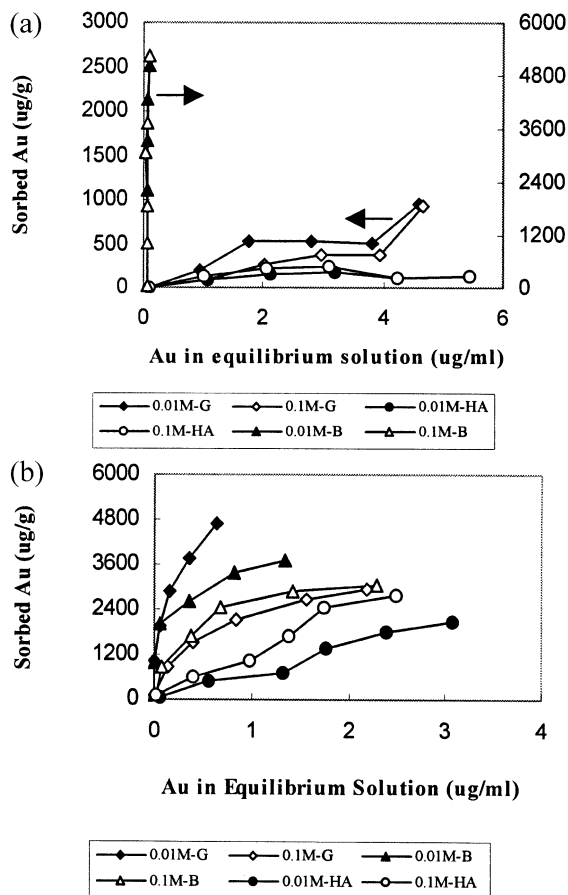 (a)
3000
2500
2000
1500
1000
500
0
6000
4800
3600
2400
1200
0
Sorbed Au (ug/g)
0
2
4
6
Au in equilibrium solution (ug/ml)
0.01M-G
0.1M-G
0.01M-HA
0.1M-HA
0.01M-B
0.1M-B
(b)
6000
4800
3600
2400
1200
0
Sorbed Au (ug/g)
0
1
2
3
4
Au in Equilibrium Solution (ug/ml)
0.01M-G
0.1M-G
0.01M-B
0.1M-B
0.01M-HA
0.1M-HA